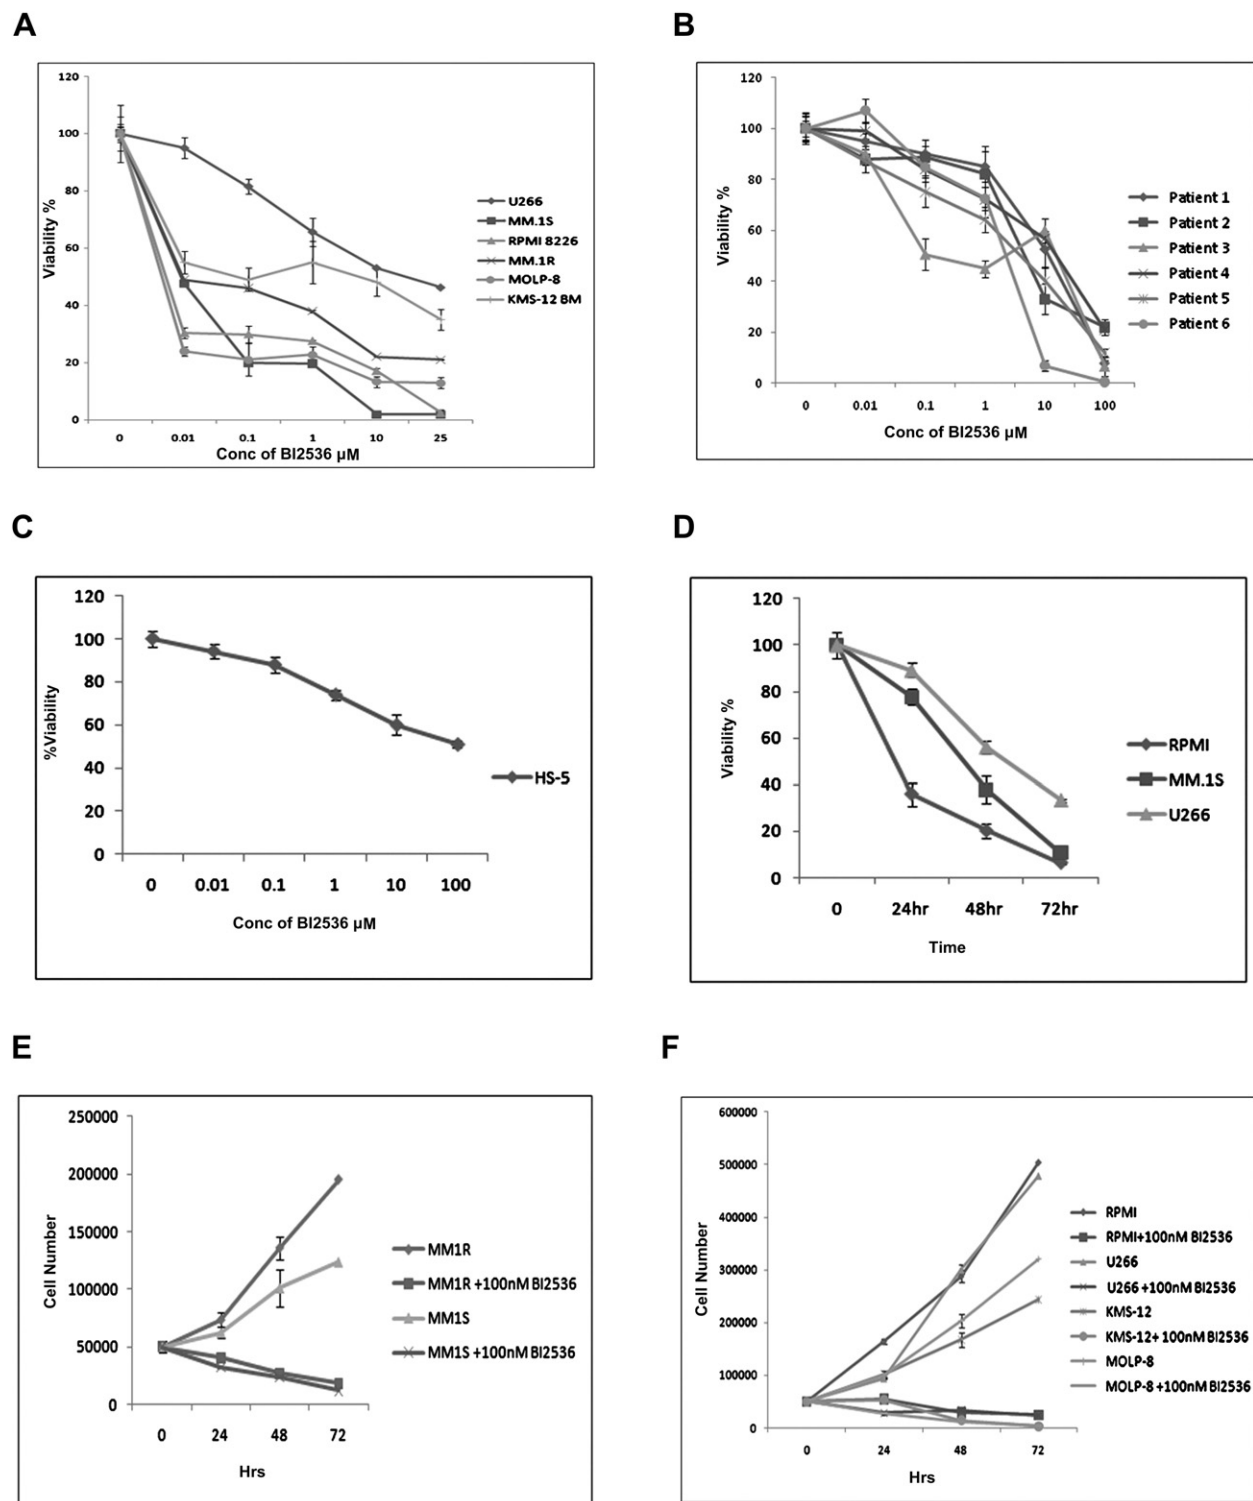 A
120
100
80
60
40
20
0
Viability %
0 0.01 0.1 1 10 25
Conc of BI2536 µM
U266
MM.1S
RPMI 8226
MM.1R
MOLP-8
KMS-12 BM
B
120
100
80
60
40
20
0
Viability %
0 0.01 0.1 1 10 100
Conc of BI2536 µM
Patient 1
Patient 2
Patient 3
Patient 4
Patient 5
Patient 6
C
120
100
80
60
40
20
0
%Viability
0 0.01 0.1 1 10 100
Conc of BI2536 µM
HS-5
D
120
100
80
60
40
20
0
Viability %
0 24hr 48hr 72hr
Time
RPMI
MM.1S
U266
E
250000
200000
150000
100000
50000
0
Cell Number
0 24 48 72
Hrs
MM1R
MM1R +100nM BI2536
MM1S
MM1S +100nM BI2536
F
600000
500000
400000
300000
200000
100000
0
Cell Number
0 24 48 72
Hrs
RPMI
RPMI+100nM BI2536
U266
U266 +100nM BI2536
KMS-12
KMS-12+ 100nM BI2536
MOLP-8
MOLP-8 +100nM BI2536